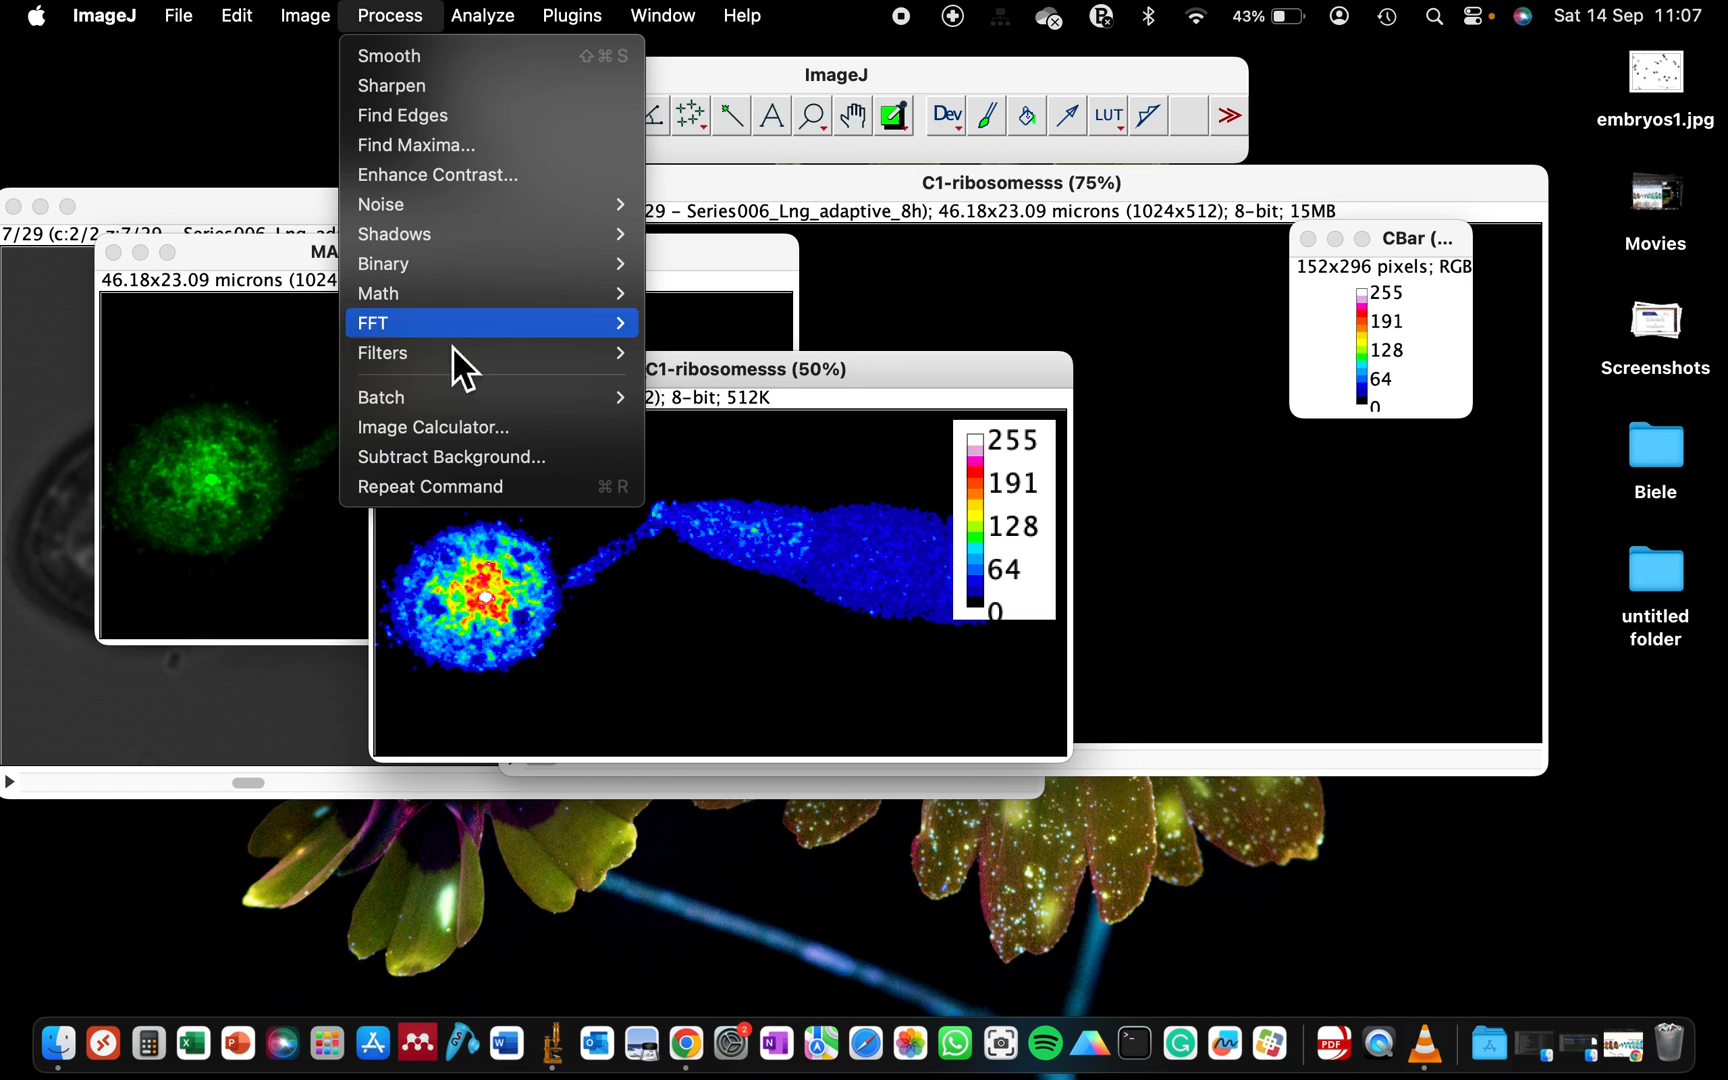 ImageJ File Edit Image Process Analyze Plugins Window Help 43% Sat 14 Sep 11:07
Smooth ⇧⌘S
Sharpen
Find Edges
Find Maxima...
Enhance Contrast...
Noise
Shadows
Binary
Math
FFT
Filters
Batch
Image Calculator...
Subtract Background...
Repeat Command ⌘R
ImageJ
Dev LUT
C1-ribosomesss (75%)
29 - Series006_Lng_adaptive_8h); 46.18x23.09 microns (1024x512); 8-bit; 15MB
MA
46.18x23.09 microns (1024
CBar (...
152x296 pixels; RGB
255
191
128
64
0
C1-ribosomesss (50%)
2); 8-bit; 512K
255
191
128
64
0
embryos1.jpg
Movies
Screenshots
Biele
untitled
folder
2
PDF